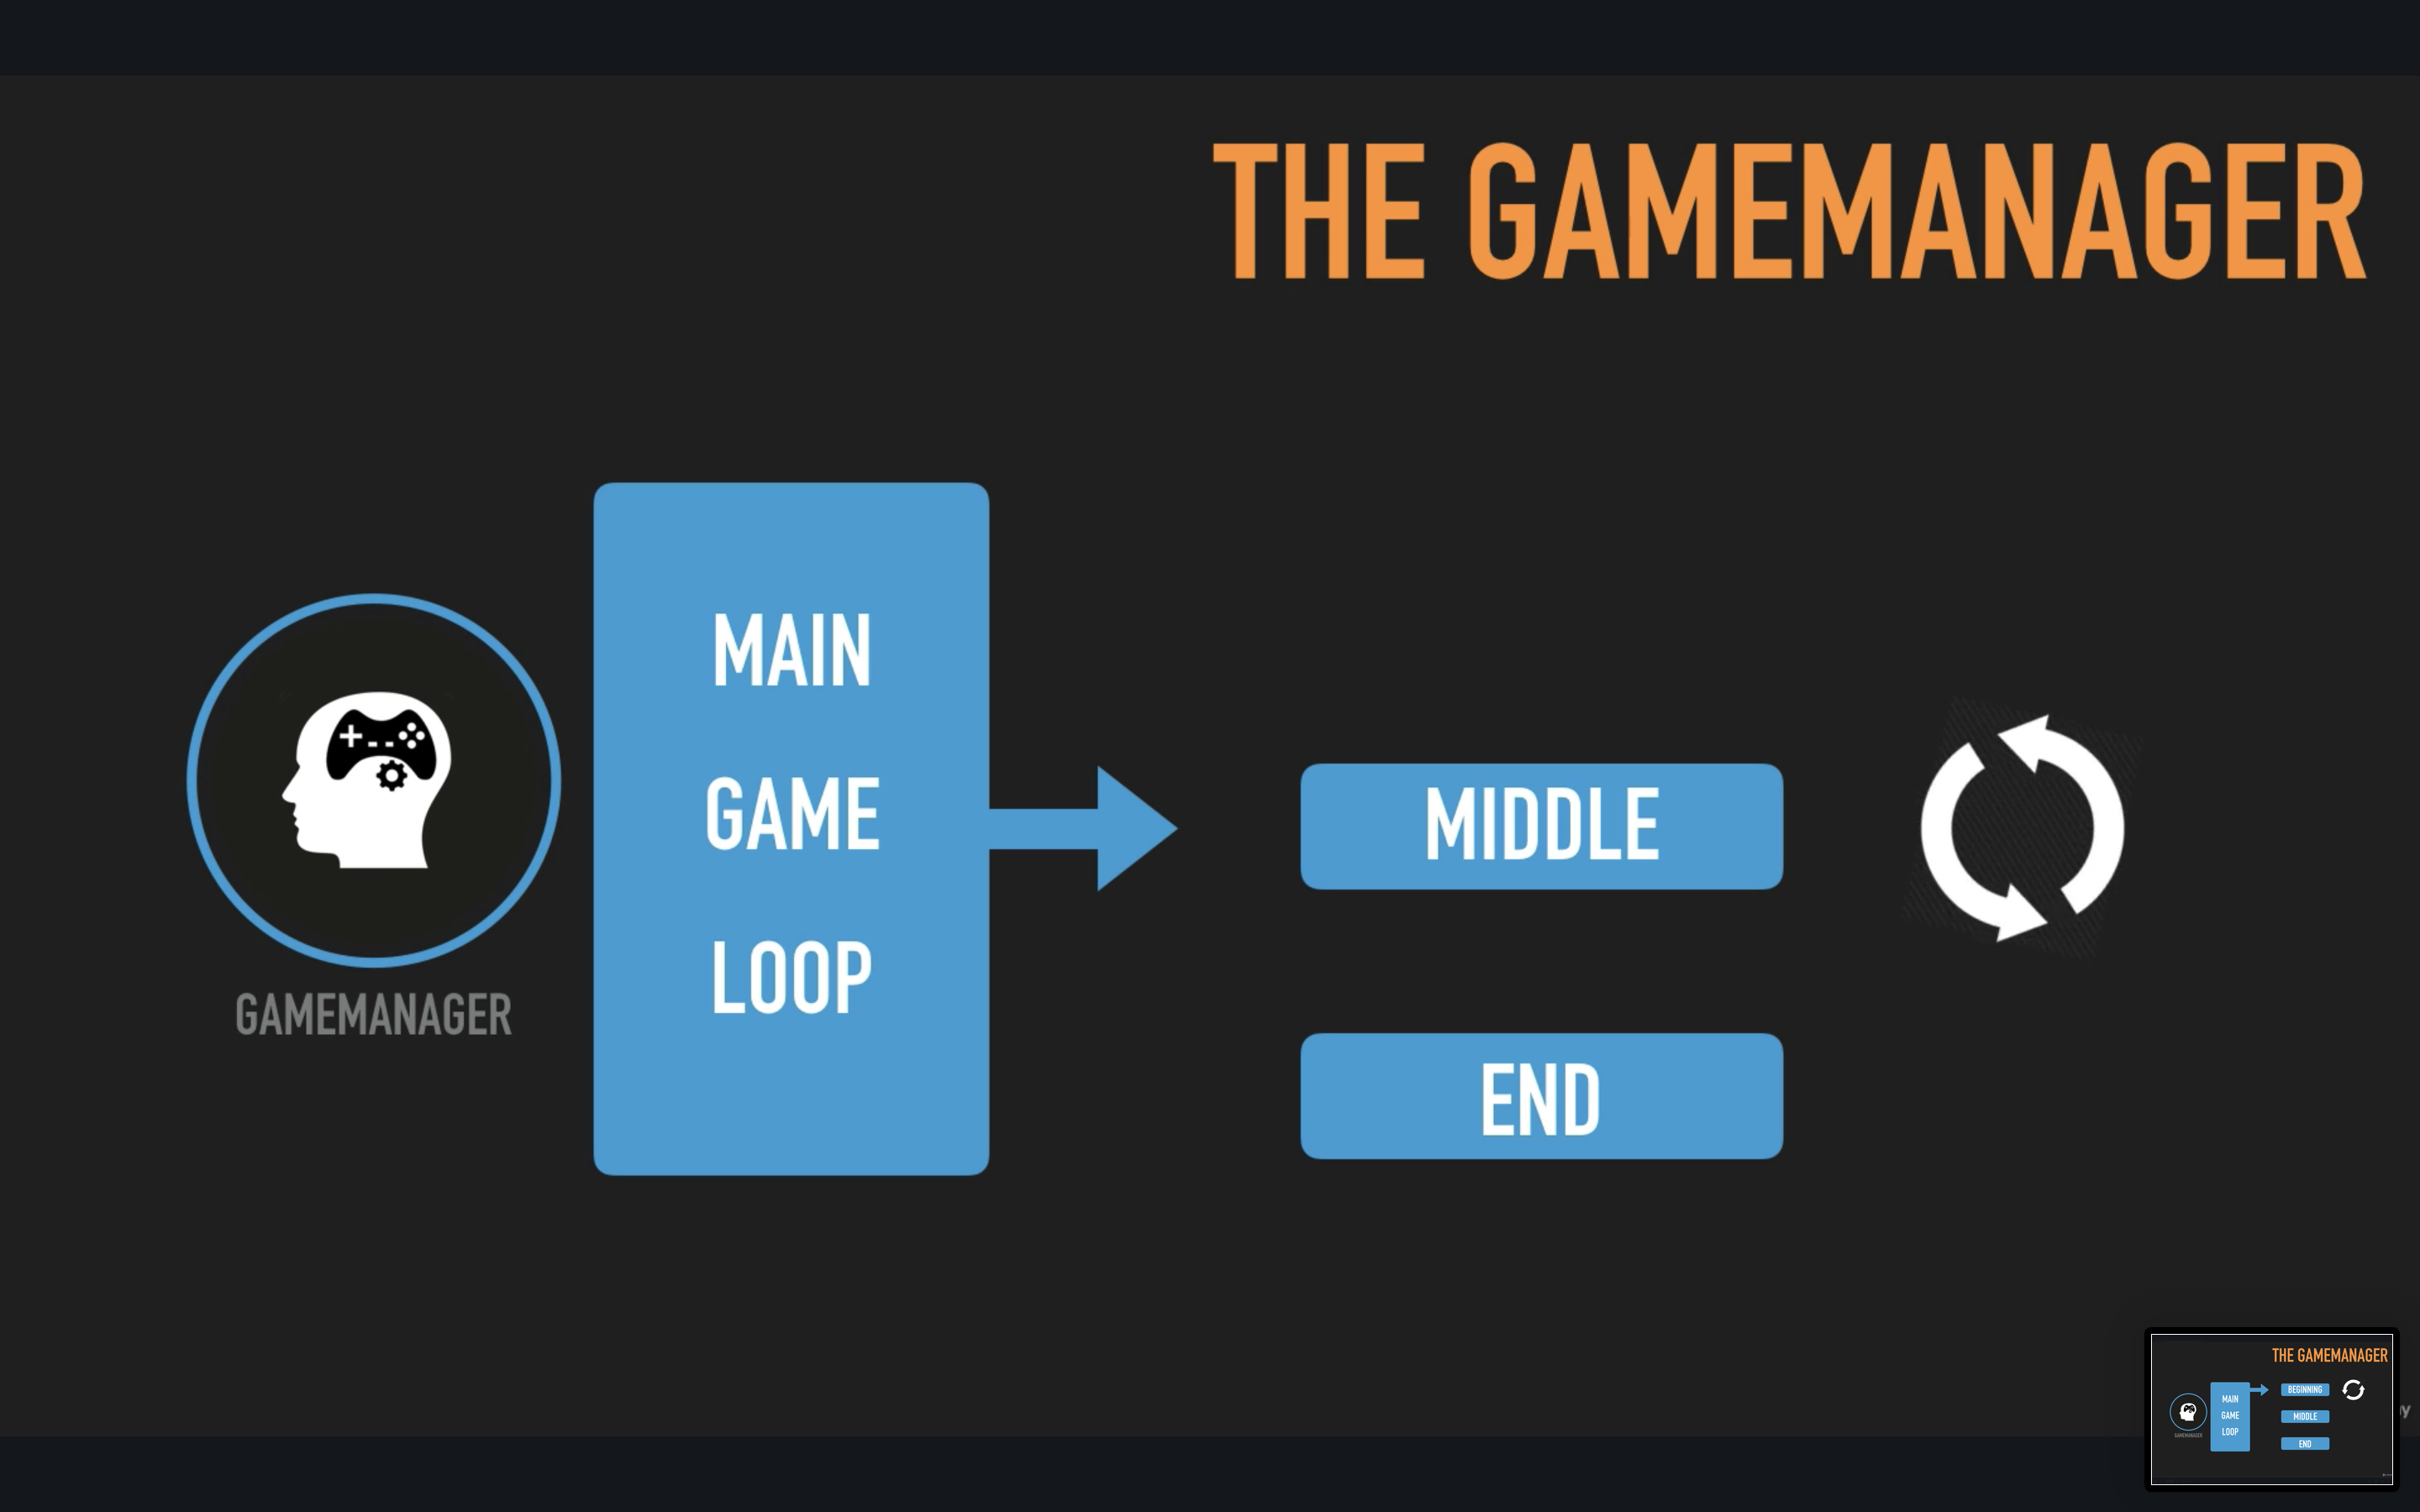 THE GAMEMANAGER
MAIN
GAME
LOOP
MIDDLE
END
GAMEMANAGER
THE GAMEMANAGER
BEGINNING
MAIN
GAME
LOOP
MIDDLE
END
GAMEMANAGER